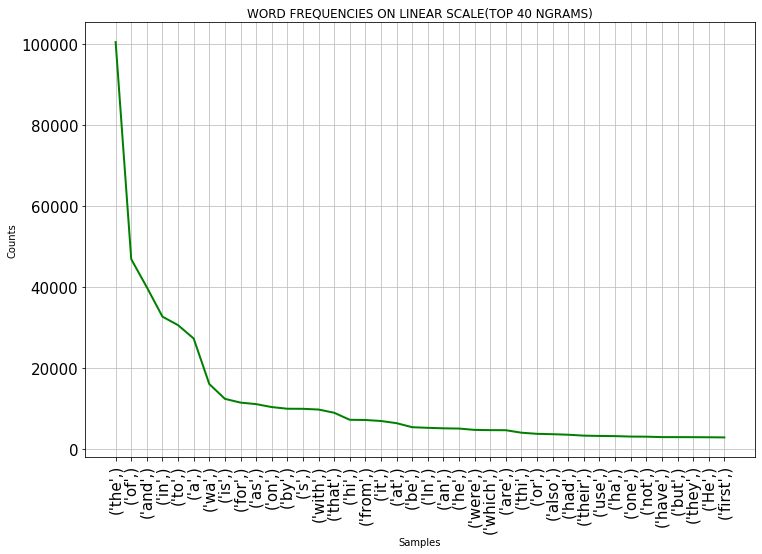 WORD FREQUENCIES ON LINEAR SCALE(TOP 40 NGRAMS)
100000
80000
60000
40000
20000
0
Counts
('the',)
('of',)
('and',)
('in',)
('to',)
('a',)
('wa',)
('is',)
('for',)
('as',)
('on',)
('by',)
('s',)
('with',)
('that',)
('hi',)
('from',)
('it',)
('at',)
('be',)
('In',)
('an',)
('he',)
('were',)
('which',)
('are',)
('thi',)
('or',)
('also',)
('had',)
('their',)
('use',)
('ha',)
('one',)
('not',)
('have',)
('but',)
('they',)
('He',)
('first',)
Samples